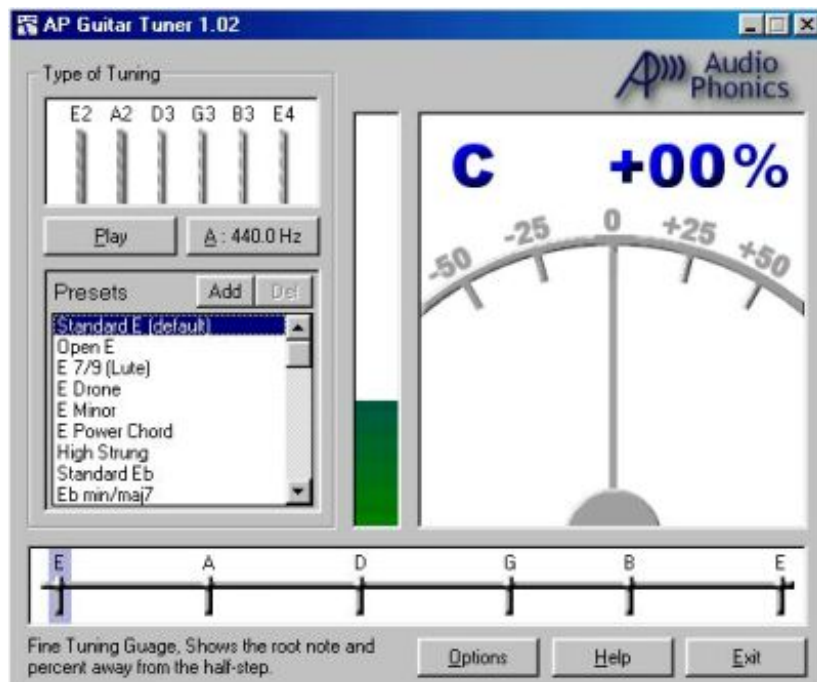 AP Guitar Tuner 1.02
Audio
Phonics
Type of Tuning
E2 A2 D3 G3 B3 E4
Play
A : 440.0 Hz
Presets
Add
Del
Standard E (default)
Open E
E 7/9 (Lute)
E Drone
E Minor
E Power Chord
High Strung
Standard Eb
Eb min/maj7
C +00%
-50 -25 0 +25 +50
E A D G B E
Fine Tuning Guage, Shows the root note and
percent away from the half-step.
Options
Help
Exit